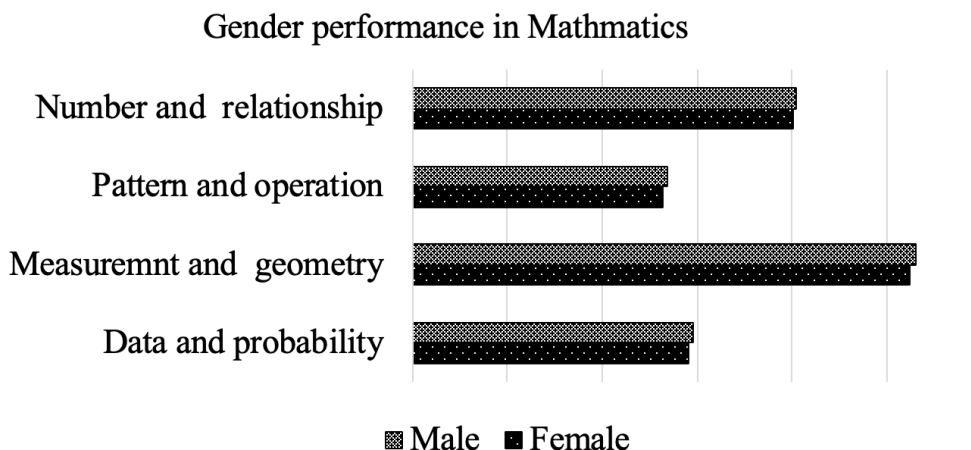 Gender performance in Mathmatics
Number and relationship
Pattern and operation
Measuremnt and geometry
Data and probability
Male Female